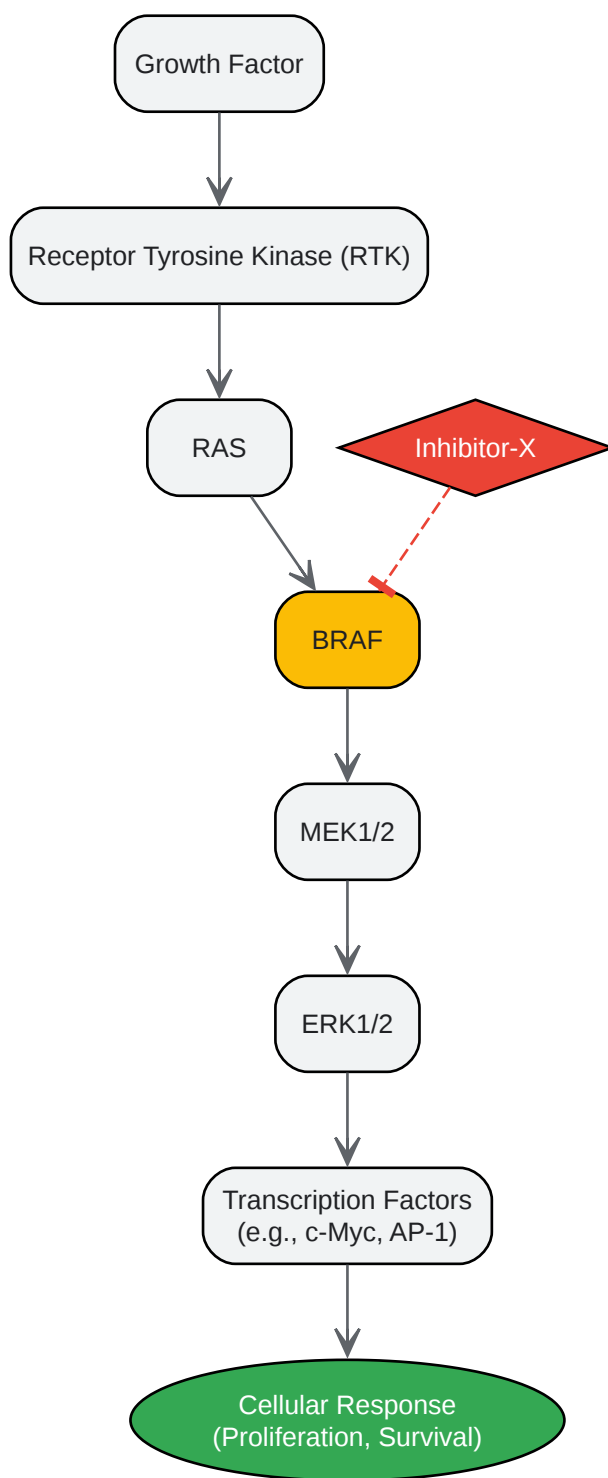 Growth Factor
Receptor Tyrosine Kinase (RTK)
RAS
Inhibitor-X
BRAF
MEK1/2
ERK1/2
Transcription Factors
(e.g., c-Myc, AP-1)
Cellular Response
(Proliferation, Survival)